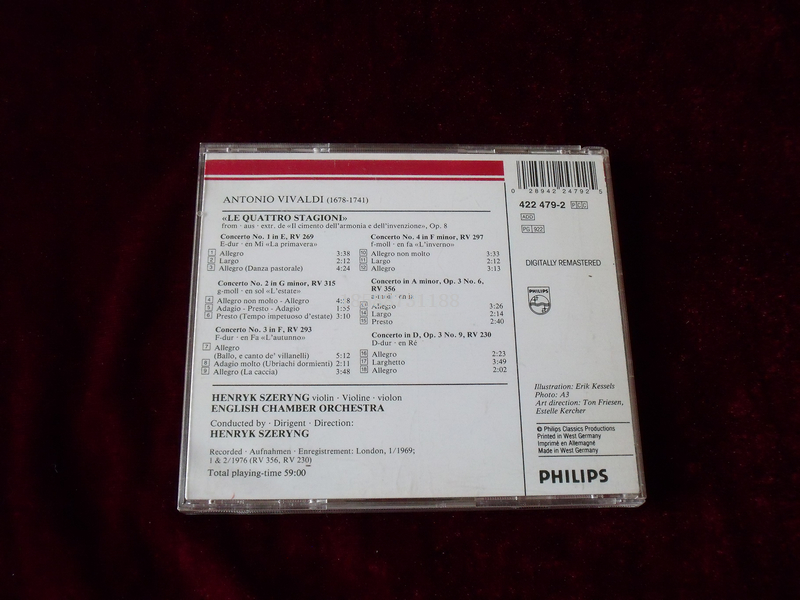 ANTONIO VIVALDI (1678-1741)
«LE QUATTRO STAGIONI»
from · aus · extr. de «Il cimento dell'armonia e dell'invenzione», Op. 8
Concerto No. 1 in E, RV 269
E-dur · en Mi «La primavera»
1 Allegro 3:38
2 Largo 2:12
3 Allegro (Danza pastorale) 4:24
Concerto No. 2 in G minor, RV 315
g-moll · en sol «L'estate»
4 Allegro non molto - Allegro
5 Adagio - Presto - Adagio 1:55
6 Presto (Tempo impetuoso d'estate) 3:10
Concerto No. 3 in F, RV 293
F-dur · en Fa «L'autunno»
7 Allegro
(Ballo, e canto de' villanelli) 5:12
8 Adagio molto (Ubriachi dormienti) 2:11
9 Allegro (La caccia) 3:48
Concerto No. 4 in F minor, RV 297
f-moll · en fa «L'inverno»
10 Allegro non molto 3:33
11 Largo 2:12
12 Allegro 3:13
Concerto in A minor, Op. 3 No. 6,
RV 356
13 Allegro 3:26
14 Largo 2:14
15 Presto 2:40
Concerto in D, Op. 3 No. 9, RV 230
D-dur · en Ré
16 Allegro 2:23
17 Larghetto 3:49
18 Allegro 2:02
HENRYK SZERYNG violin · Violine · violon
ENGLISH CHAMBER ORCHESTRA
Conducted by · Dirigent · Direction:
HENRYK SZERYNG
Recorded · Aufnahmen · Enregistrement: London, 1/1969;
1 & 2/1976 (RV 356, RV 230)
Total playing-time 59:00
0 28942 24792 5
422 479-2 PCC
ADD
PG 922
DIGITALLY REMASTERED
PHILIPS
Illustration: Erik Kessels
Photo: A3
Art direction: Ton Friesen,
Estelle Kercher
℗ Philips Classics Productions
Printed in West Germany
Imprimé en Allemagne
Made in West Germany
PHILIPS